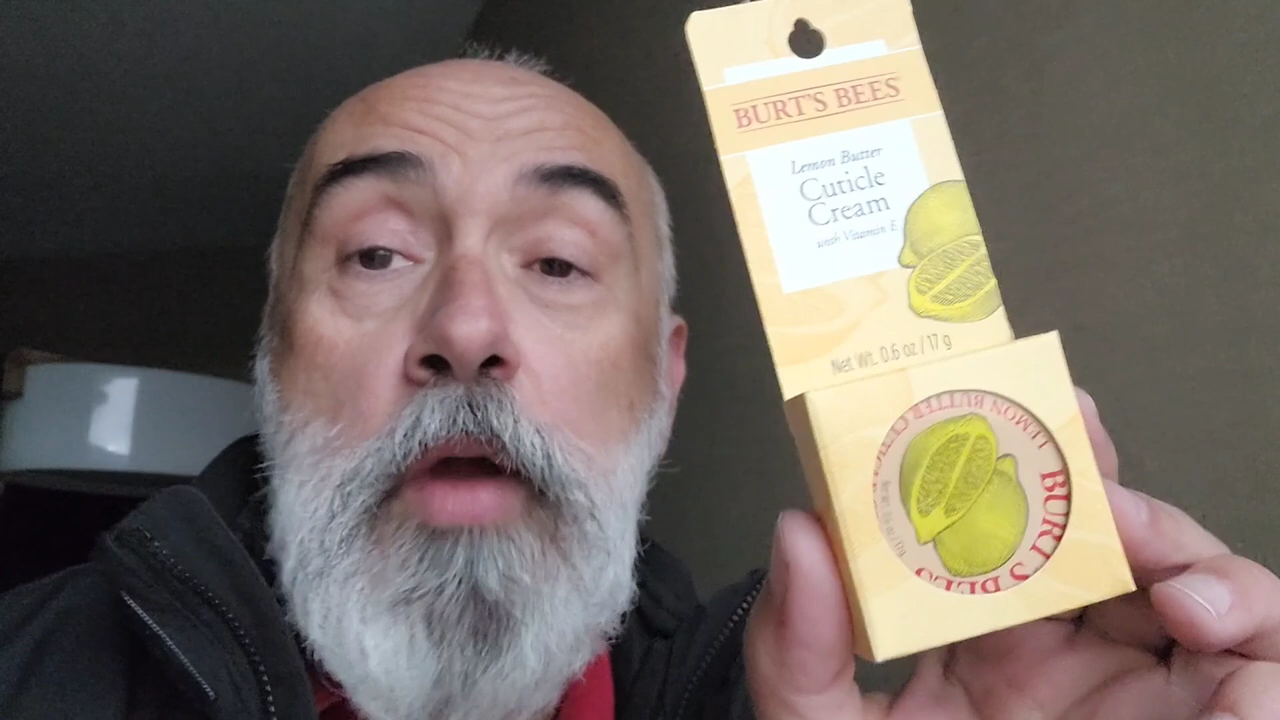 BURT'S BEES
Lemon Butter
Cuticle
Cream
with Vitamin E
Net Wt. 0.6 oz / 17 g
LEMON BUTTER
BURT'S BEES